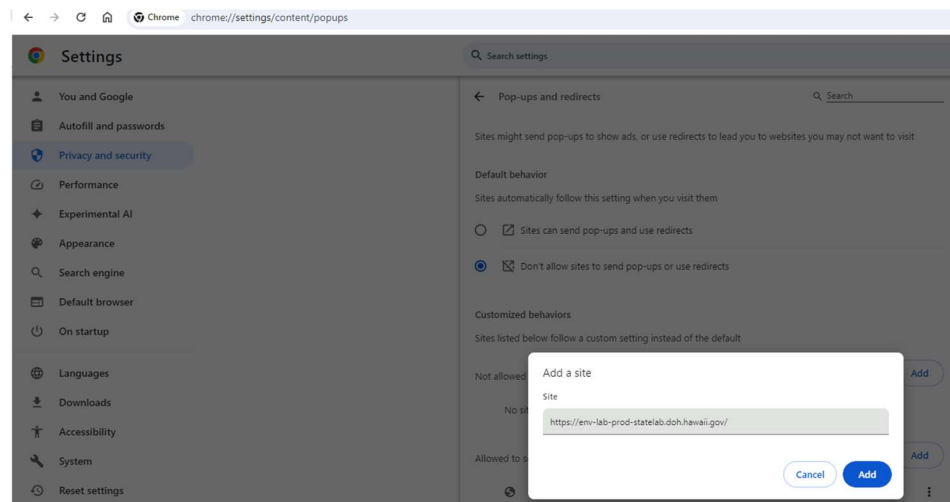 Chrome chrome://settings/content/popups
Settings
Search settings
You and Google
Autofill and passwords
Privacy and security
Performance
Experimental AI
Appearance
Search engine
Default browser
On startup
Languages
Downloads
Accessibility
System
Reset settings
Pop-ups and redirects
Search
Sites might send pop-ups to show ads, or use redirects to lead you to websites you may not want to visit
Default behavior
Sites automatically follow this setting when you visit them
Sites can send pop-ups and use redirects
Don't allow sites to send pop-ups or use redirects
Customized behaviors
Sites listed below follow a custom setting instead of the default
Not allowed
Add
No sit
Allowed to s
Add
Add a site
Site
https://env-lab-prod-statelab.doh.hawaii.gov/
Cancel
Add